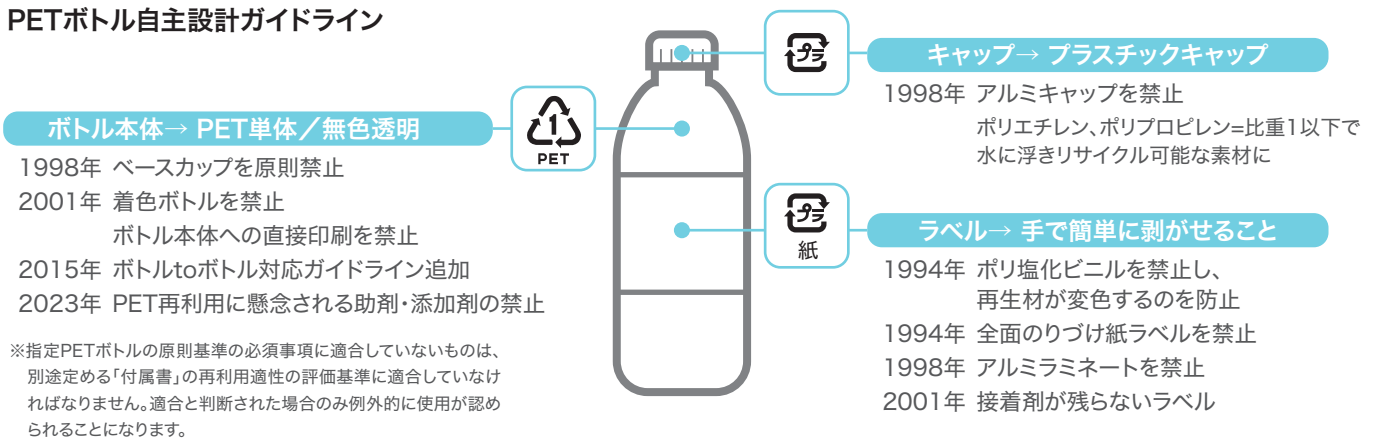 PETボトル自主設計ガイドライン
ボトル本体→ PET単体／無色透明
1998年 ベースカップを原則禁止
2001年 着色ボトルを禁止
ボトル本体への直接印刷を禁止
2015年 ボトルtoボトル対応ガイドライン追加
2023年 PET再利用に懸念される助剤・添加剤の禁止
※指定PETボトルの原則基準の必須事項に適合していないものは、
別途定める「付属書」の再利用適性の評価基準に適合していなけ
ればなりません。適合と判断された場合のみ例外的に使用が認め
られることになります。
1
PET
プラ
キャップ→ プラスチックキャップ
1998年 アルミキャップを禁止
ポリエチレン、ポリプロピレン=比重1以下で
水に浮きリサイクル可能な素材に
プラ
紙
ラベル→ 手で簡単に剥がせること
1994年 ポリ塩化ビニルを禁止し、
再生材が変色するのを防止
1994年 全面のりづけ紙ラベルを禁止
1998年 アルミラミネートを禁止
2001年 接着剤が残らないラベル